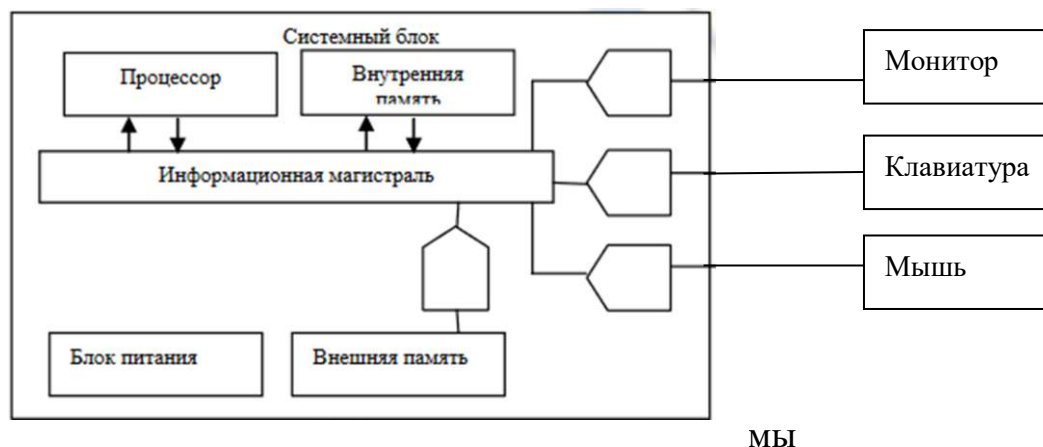 Системный блок
Процессор
Внутренняя
память
Информационная магистраль
Блок питания
Внешняя память
Монитор
Клавиатура
Мышь
мы